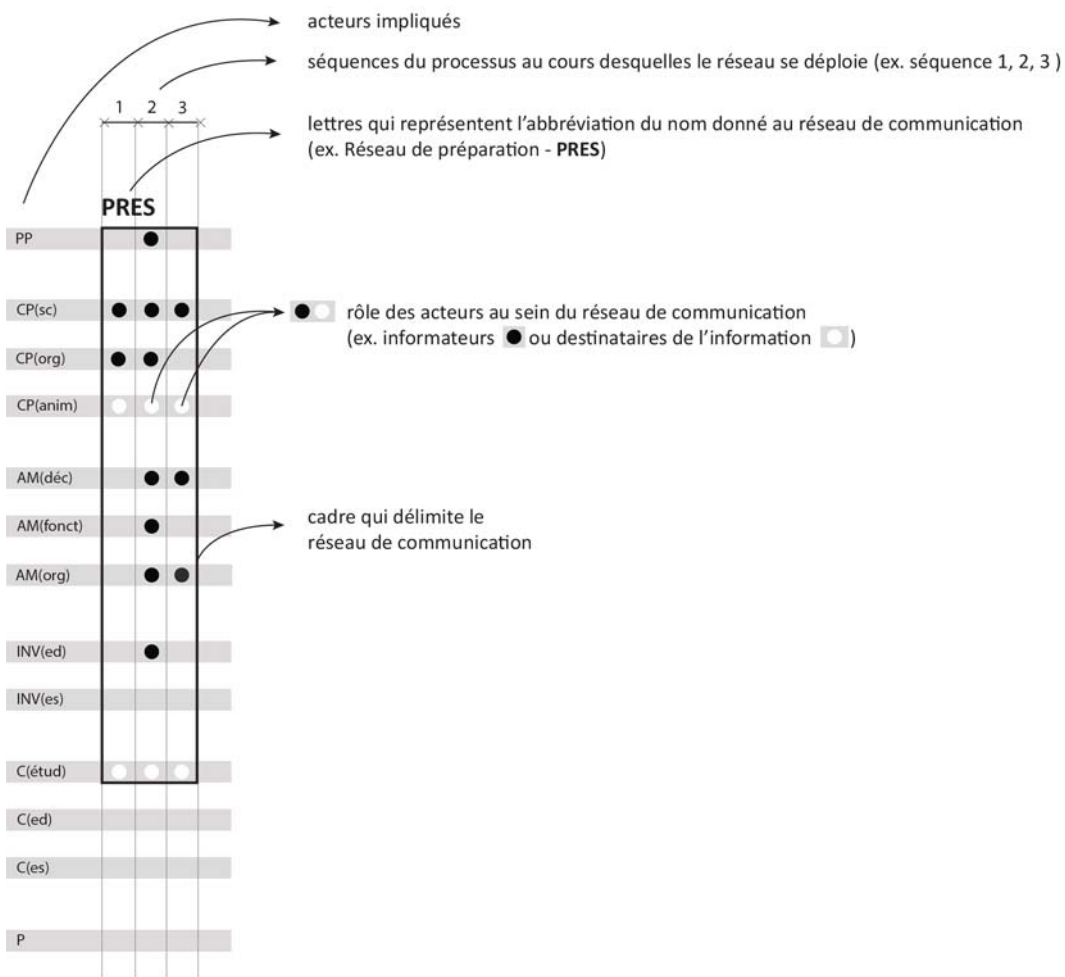 acteurs impliqués
séquences du processus au cours desquelles le réseau se déploie (ex. séquence 1, 2, 3 )
1 2 3
lettres qui représentent l’abbréviation du nom donné au réseau de communication
(ex. Réseau de préparation - PRES)
PRES
PP
CP(sc)
rôle des acteurs au sein du réseau de communication
(ex. informateurs ou destinataires de l’information )
CP(org)
CP(anim)
AM(déc)
cadre qui délimite le
AM(fonct)
réseau de communication
AM(org)
INV(ed)
INV(es)
C(étud)
C(ed)
C(es)
P